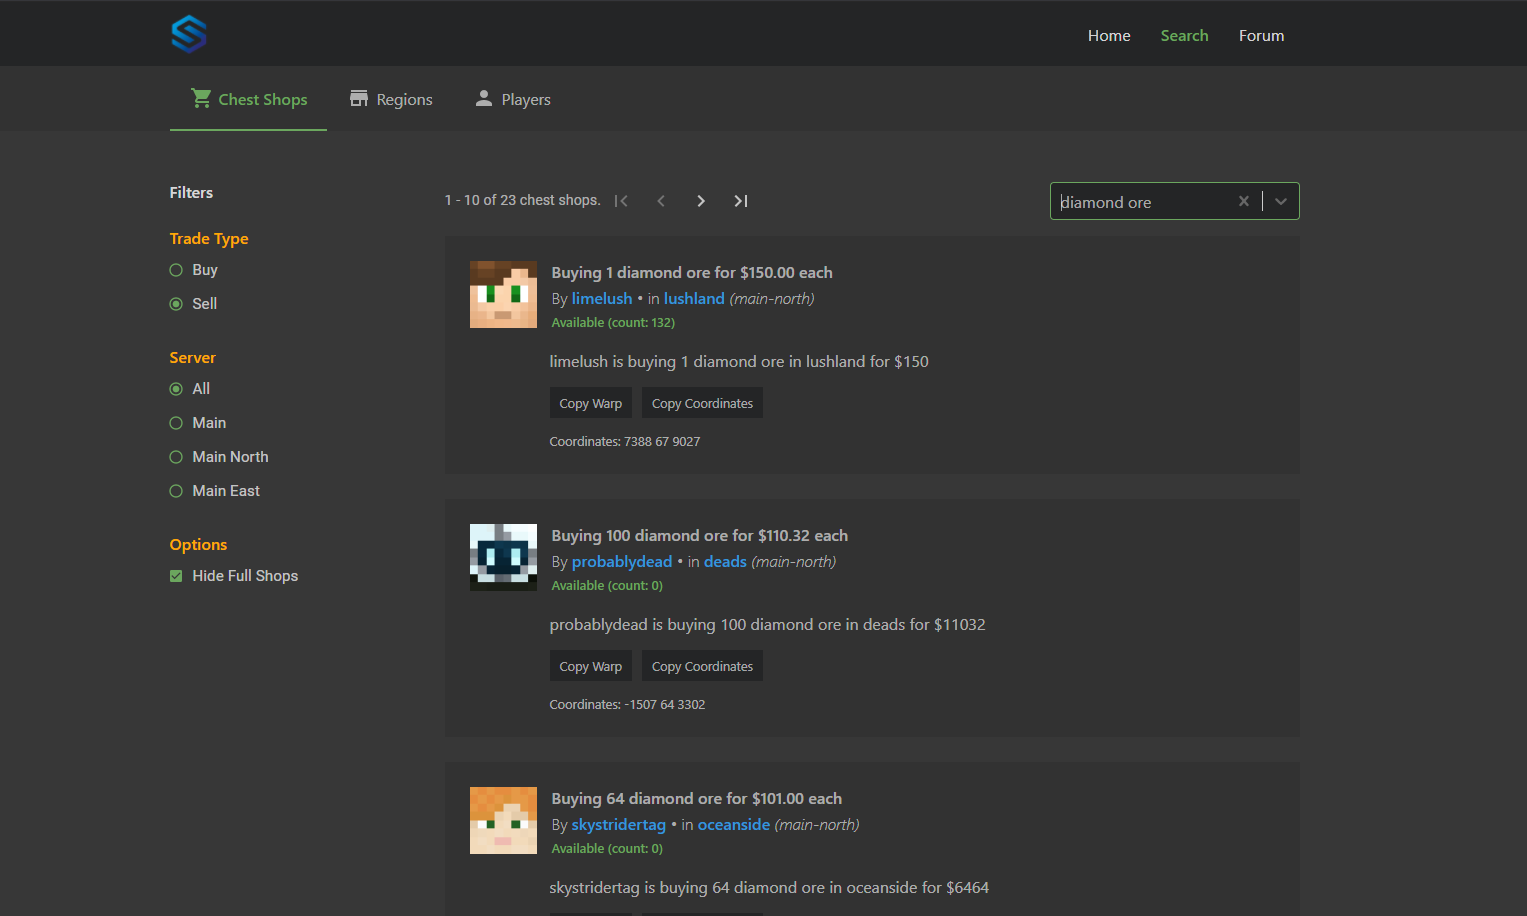 Home
Search
Forum
Chest Shops
Regions
Players
Filters
Trade Type
Buy
Sell
Server
All
Main
Main North
Main East
Options
Hide Full Shops
1 - 10 of 23 chest shops.
diamond ore
Buying 1 diamond ore for $150.00 each
By limelush • in lushland (main-north)
Available (count: 132)
limelush is buying 1 diamond ore in lushland for $150
Copy Warp
Copy Coordinates
Coordinates: 7388 67 9027
Buying 100 diamond ore for $110.32 each
By probablydead • in deads (main-north)
Available (count: 0)
probablydead is buying 100 diamond ore in deads for $11032
Copy Warp
Copy Coordinates
Coordinates: -1507 64 3302
Buying 64 diamond ore for $101.00 each
By skystridertag • in oceanside (main-north)
Available (count: 0)
skystridertag is buying 64 diamond ore in oceanside for $6464